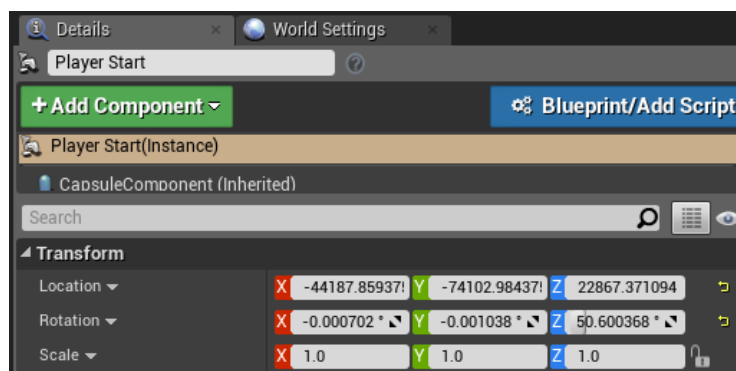 Details World Settings
Player Start
+Add Component Blueprint/Add Script
Player Start(Instance)
CapsuleComponent (Inherited)
Search
Transform
Location X -44187.85937 Y -74102.98437 Z 22867.371094
Rotation X -0.000702 ° Y -0.001038 ° Z 50.600368 °
Scale X 1.0 Y 1.0 Z 1.0